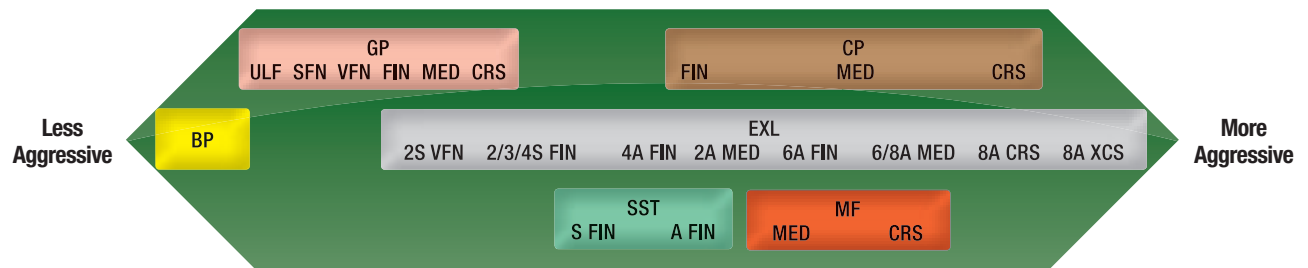 GP
ULF SFN VFN FIN MED CRS
CP
FIN MED CRS
Less
Aggressive
BP
EXL
2S VFN 2/3/4S FIN 4A FIN 2A MED 6A FIN 6/8A MED 8A CRS 8A XCS
More
Aggressive
SST
S FIN A FIN
MF
MED CRS